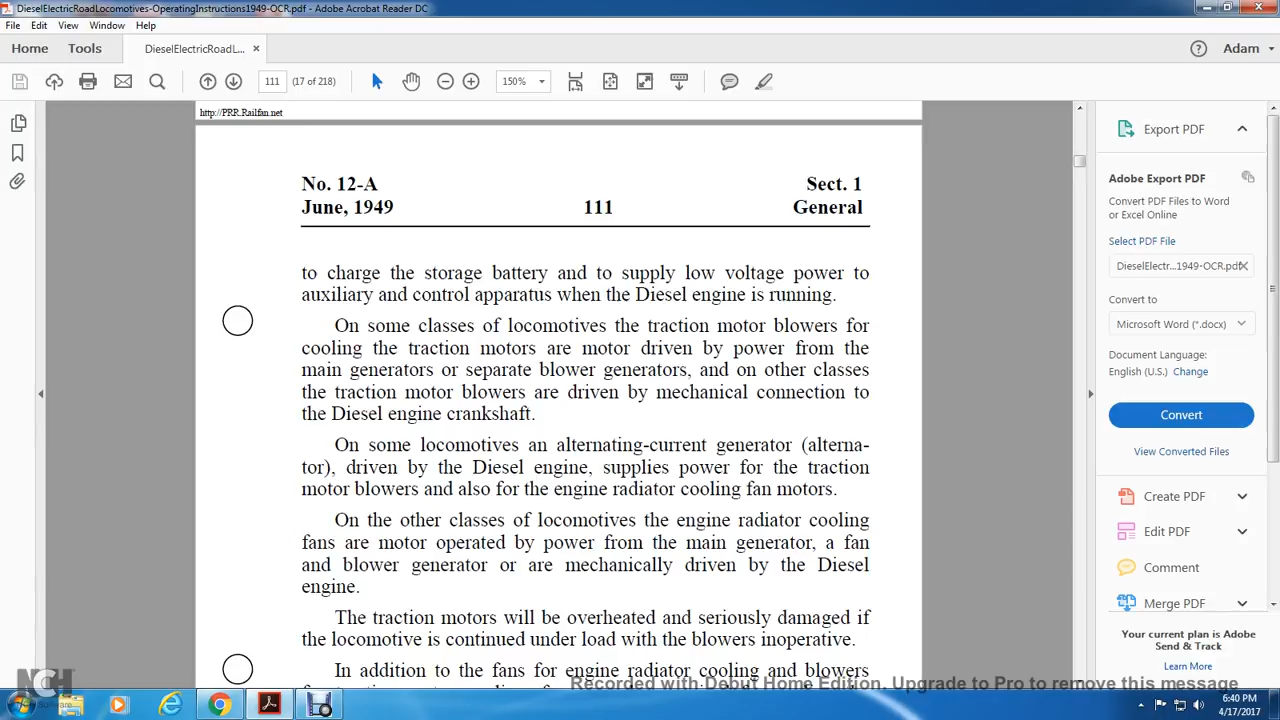 DieselElectricRoadLocomotives-OperatingInstructions1949-OCR.pdf - Adobe Acrobat Reader DC
File Edit View Window Help
Home Tools DieselElectricRoadL... × Adam
111 (17 of 218) 150%
http://PRR.Railfan.net
No. 12-A Sect. 1
June, 1949 111 General
to charge the storage battery and to supply low voltage power to
auxiliary and control apparatus when the Diesel engine is running.
On some classes of locomotives the traction motor blowers for
cooling the traction motors are motor driven by power from the
main generators or separate blower generators, and on other classes
the traction motor blowers are driven by mechanical connection to
the Diesel engine crankshaft.
On some locomotives an alternating-current generator (alterna-
tor), driven by the Diesel engine, supplies power for the traction
motor blowers and also for the engine radiator cooling fan motors.
On the other classes of locomotives the engine radiator cooling
fans are motor operated by power from the main generator, a fan
and blower generator or are mechanically driven by the Diesel
engine.
The traction motors will be overheated and seriously damaged if
the locomotive is continued under load with the blowers inoperative.
In addition to the fans for engine radiator cooling and blowers
Export PDF
Adobe Export PDF
Convert PDF Files to Word
or Excel Online
Select PDF File
DieselElectr...1949-OCR.pdf
Convert to
Microsoft Word (*.docx)
Document Language:
English (U.S.) Change
Convert
View Converted Files
Create PDF
Edit PDF
Comment
Merge PDF
Your current plan is Adobe
Send & Track
Learn More
NCH Software
Recorded with Debut Home Edition. Upgrade to Pro to remove this message
6:40 PM
4/17/2017